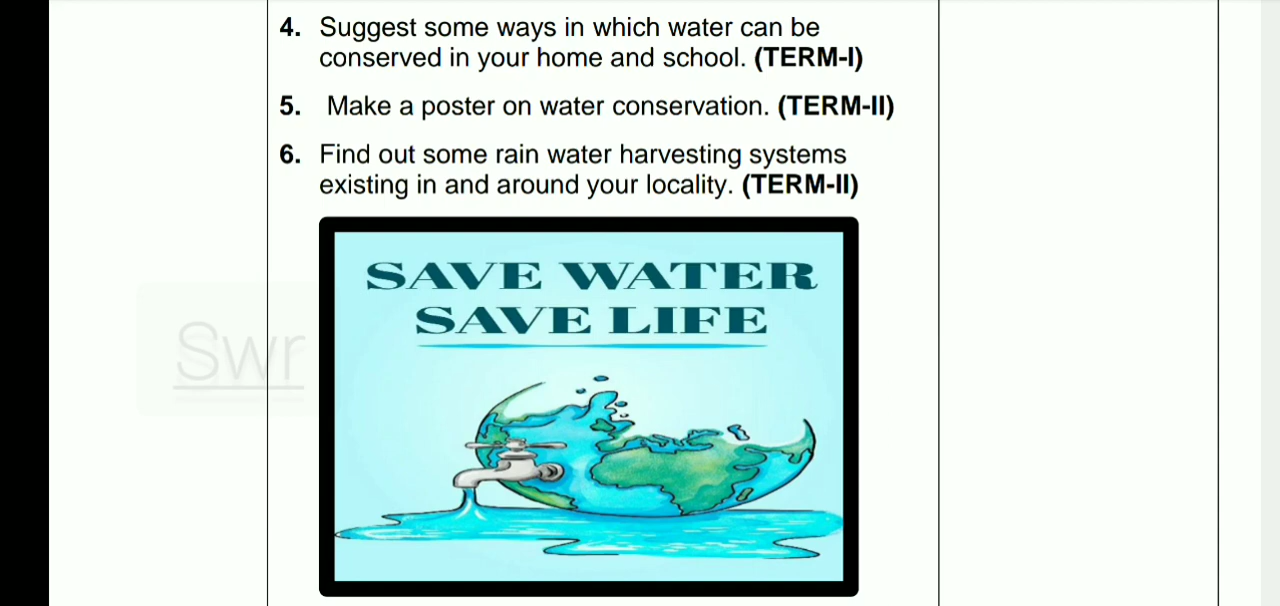 4. Suggest some ways in which water can be
conserved in your home and school. (TERM-I)
5. Make a poster on water conservation. (TERM-II)
6. Find out some rain water harvesting systems
existing in and around your locality. (TERM-II)
Swr
SAVE WATER
SAVE LIFE